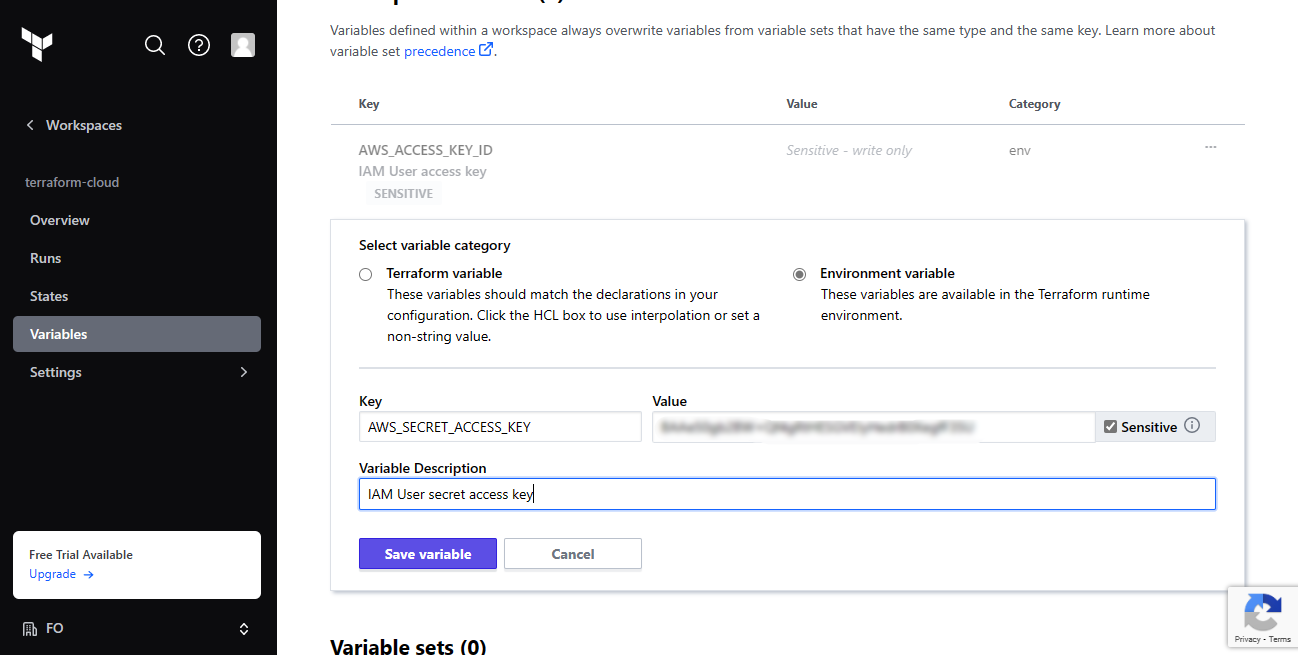 Variables defined within a workspace always overwrite variables from variable sets that have the same type and the same key. Learn more about
variable set precedence.
Workspaces
terraform-cloud
Overview
Runs
States
Variables
Settings
Free Trial Available
Upgrade →
FO
Key Value Category
AWS_ACCESS_KEY_ID Sensitive - write only env ...
IAM User access key
SENSITIVE
Select variable category
Terraform variable
These variables should match the declarations in your
configuration. Click the HCL box to use interpolation or set a
non-string value.
Environment variable
These variables are available in the Terraform runtime
environment.
Key
AWS_SECRET_ACCESS_KEY
Value
Sensitive
Variable Description
IAM User secret access key
Save variable Cancel
Variable sets (0)
Privacy - Terms